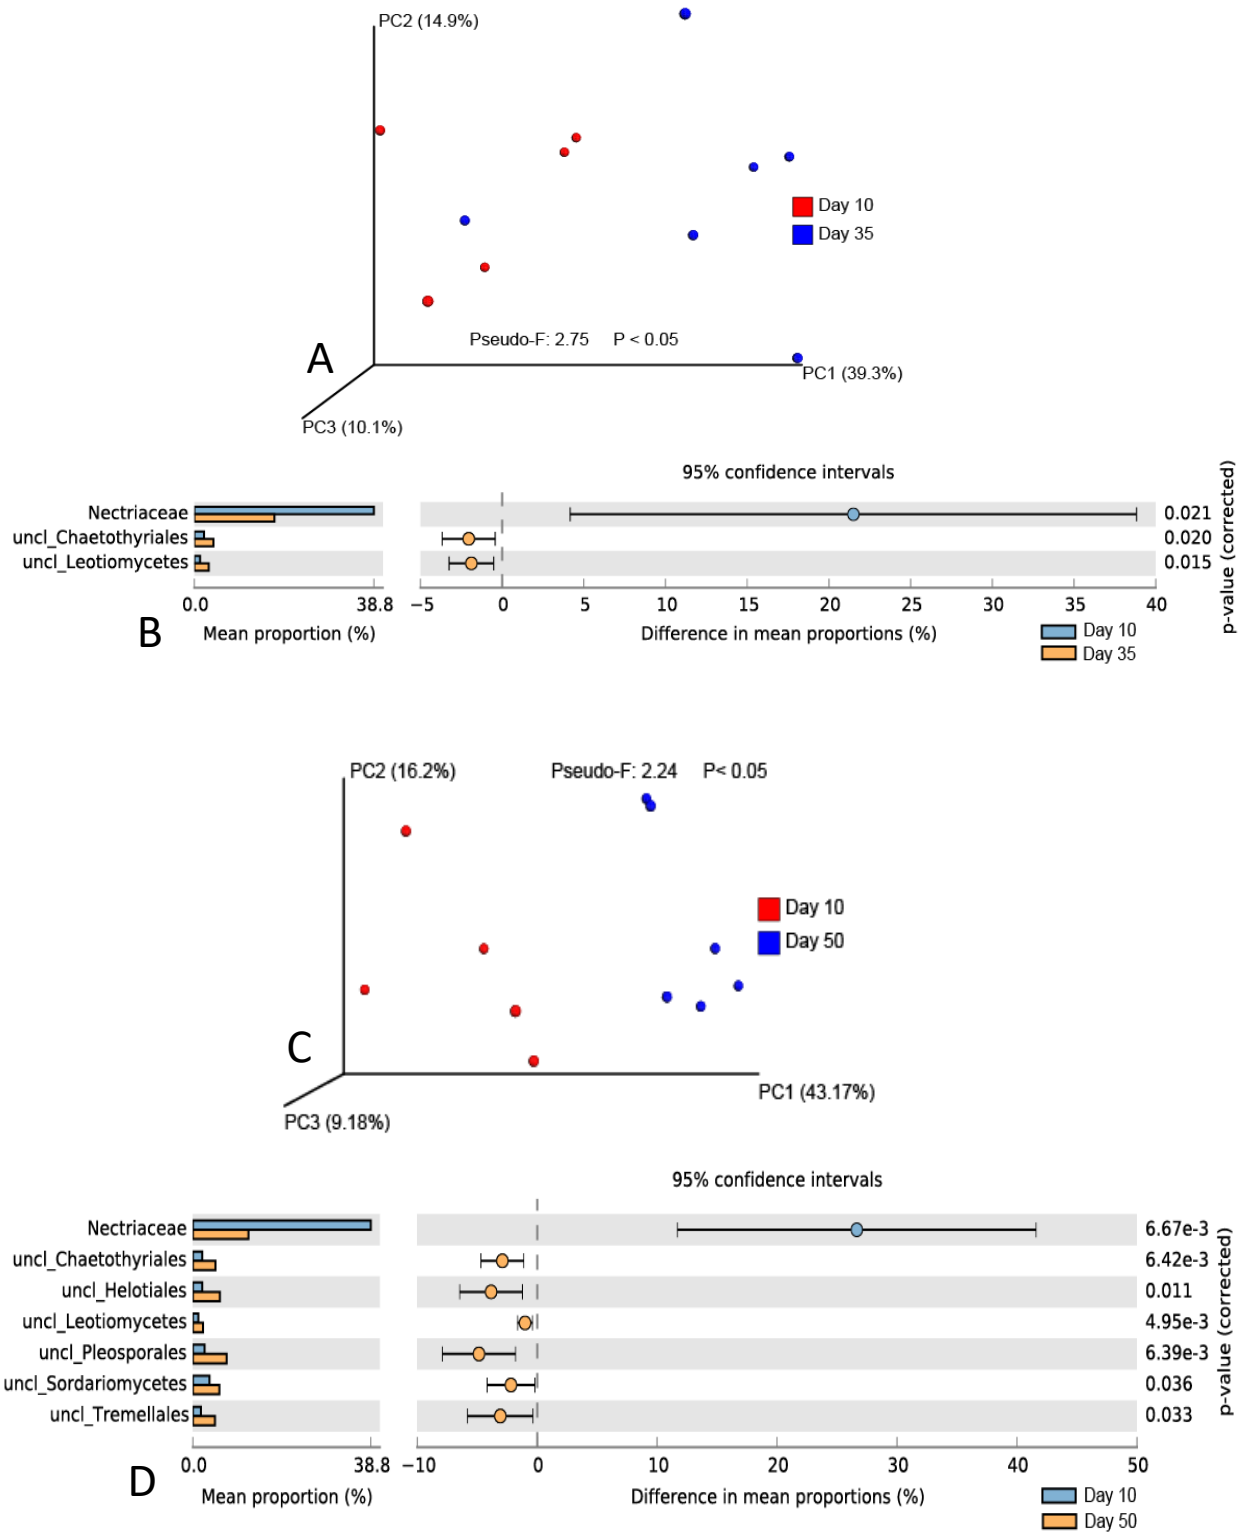 PC2 (14.9%)
Day 10
Day 35
Pseudo-F: 2.75 P < 0.05
A
PC1 (39.3%)
PC3 (10.1%)
95% confidence intervals
Nectriaceae 0.021
uncl_Chaetothyriales 0.020
uncl_Leotiomycetes 0.015
p-value (corrected)
0.0 38.8 −5 0 5 10 15 20 25 30 35 40
Mean proportion (%) Difference in mean proportions (%)
B
Day 10
Day 35
PC2 (16.2%) Pseudo-F: 2.24 P< 0.05
Day 10
Day 50
C
PC1 (43.17%)
PC3 (9.18%)
95% confidence intervals
Nectriaceae 6.67e-3
uncl_Chaetothyriales 6.42e-3
uncl_Helotiales 0.011
uncl_Leotiomycetes 4.95e-3
uncl_Pleosporales 6.39e-3
uncl_Sordariomycetes 0.036
uncl_Tremellales 0.033
p-value (corrected)
0.0 38.8 −10 0 10 20 30 40 50
D
Mean proportion (%) Difference in mean proportions (%)
Day 10
Day 50